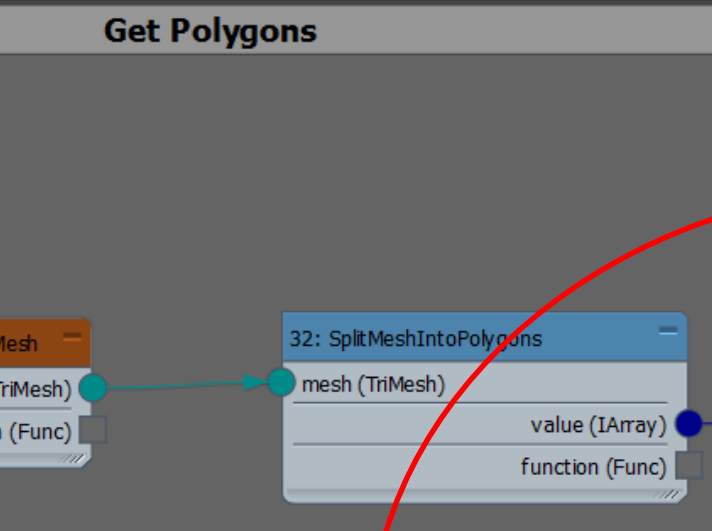 Get Polygons
Mesh
32: SplitMeshIntoPolygons
TriMesh)
mesh (TriMesh)
value (IArray)
(Func)
function (Func)